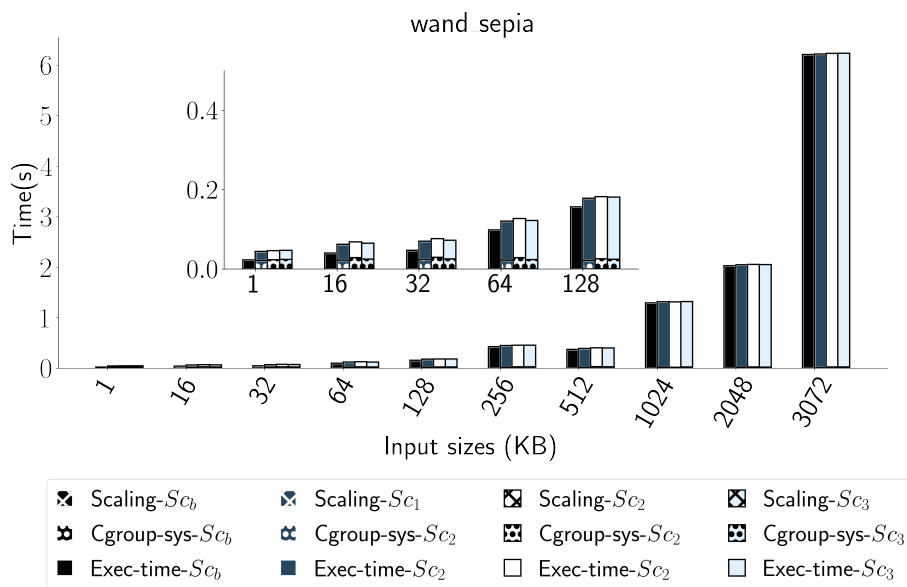 wand sepia
Time(s)
6
5
4
3
2
1
0
0.4
0.2
0.0
1 16 32 64 128
1 16 32 64 128 256 512 1024 2048 3072
Input sizes (KB)
Scaling-Sc_b Scaling-Sc_1 Scaling-Sc_2 Scaling-Sc_3
Cgroup-sys-Sc_b Cgroup-sys-Sc_2 Cgroup-sys-Sc_2 Cgroup-sys-Sc_3
Exec-time-Sc_b Exec-time-Sc_2 Exec-time-Sc_2 Exec-time-Sc_3